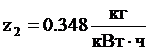 z₂ = 0.348 кг / кВт · ч